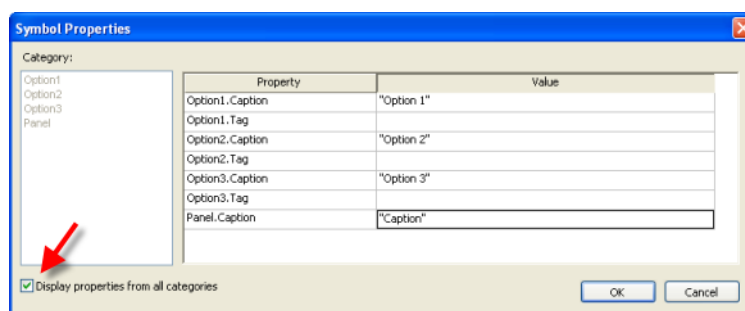 Symbol Properties
Category:
Option1
Option2
Option3
Panel
Property Value
Option1.Caption "Option 1"
Option1.Tag
Option2.Caption "Option 2"
Option2.Tag
Option3.Caption "Option 3"
Option3.Tag
Panel.Caption "Caption"
Display properties from all categories
OK Cancel